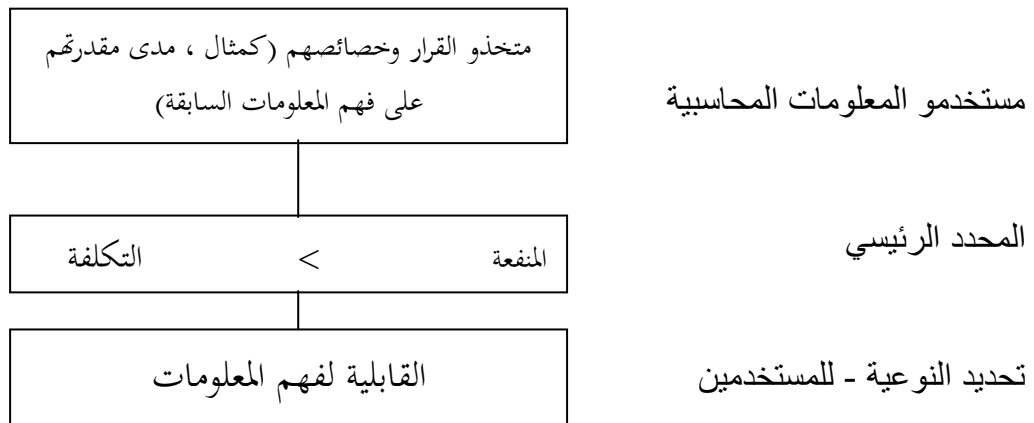 متخذو القرار وخصائصهم (كمثال ، مدى مقدرتهم
على فهم المعلومات السابقة)
مستخدمو المعلومات المحاسبية
المحدد الرئيسي
المنفعة < التكلفة
تحديد النوعية - للمستخدمين
القابلية لفهم المعلومات